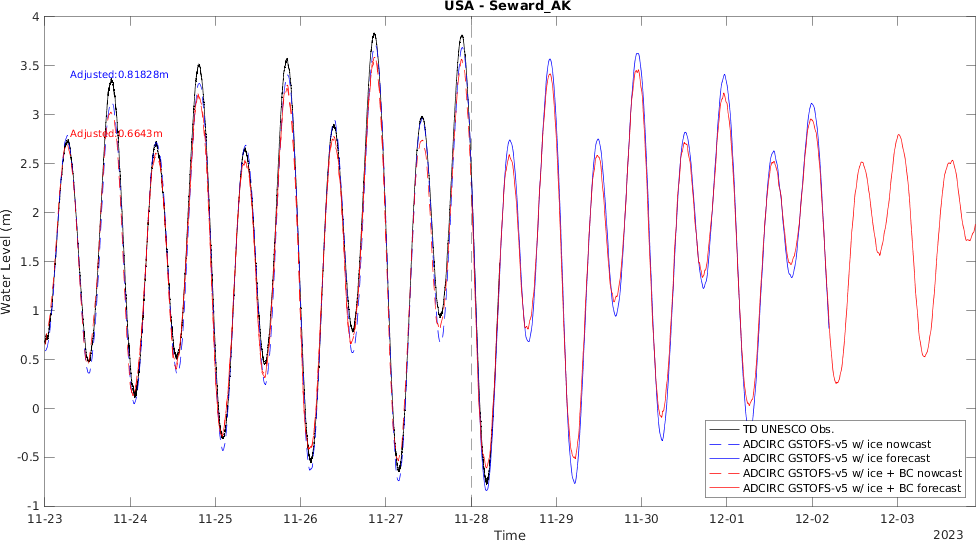 USA - Seward_AK
4
3.5
3
2.5
2
1.5
1
0.5
0
-0.5
-1
Water Level (m)
Adjusted:0.81828m
Adjusted:0.6643m
TD UNESCO Obs.
ADCIRC GSTOFS-v5 w/ ice nowcast
ADCIRC GSTOFS-v5 w/ ice forecast
ADCIRC GSTOFS-v5 w/ ice + BC nowcast
ADCIRC GSTOFS-v5 w/ ice + BC forecast
11-23 11-24 11-25 11-26 11-27 11-28 11-29 11-30 12-01 12-02 12-03
Time
2023